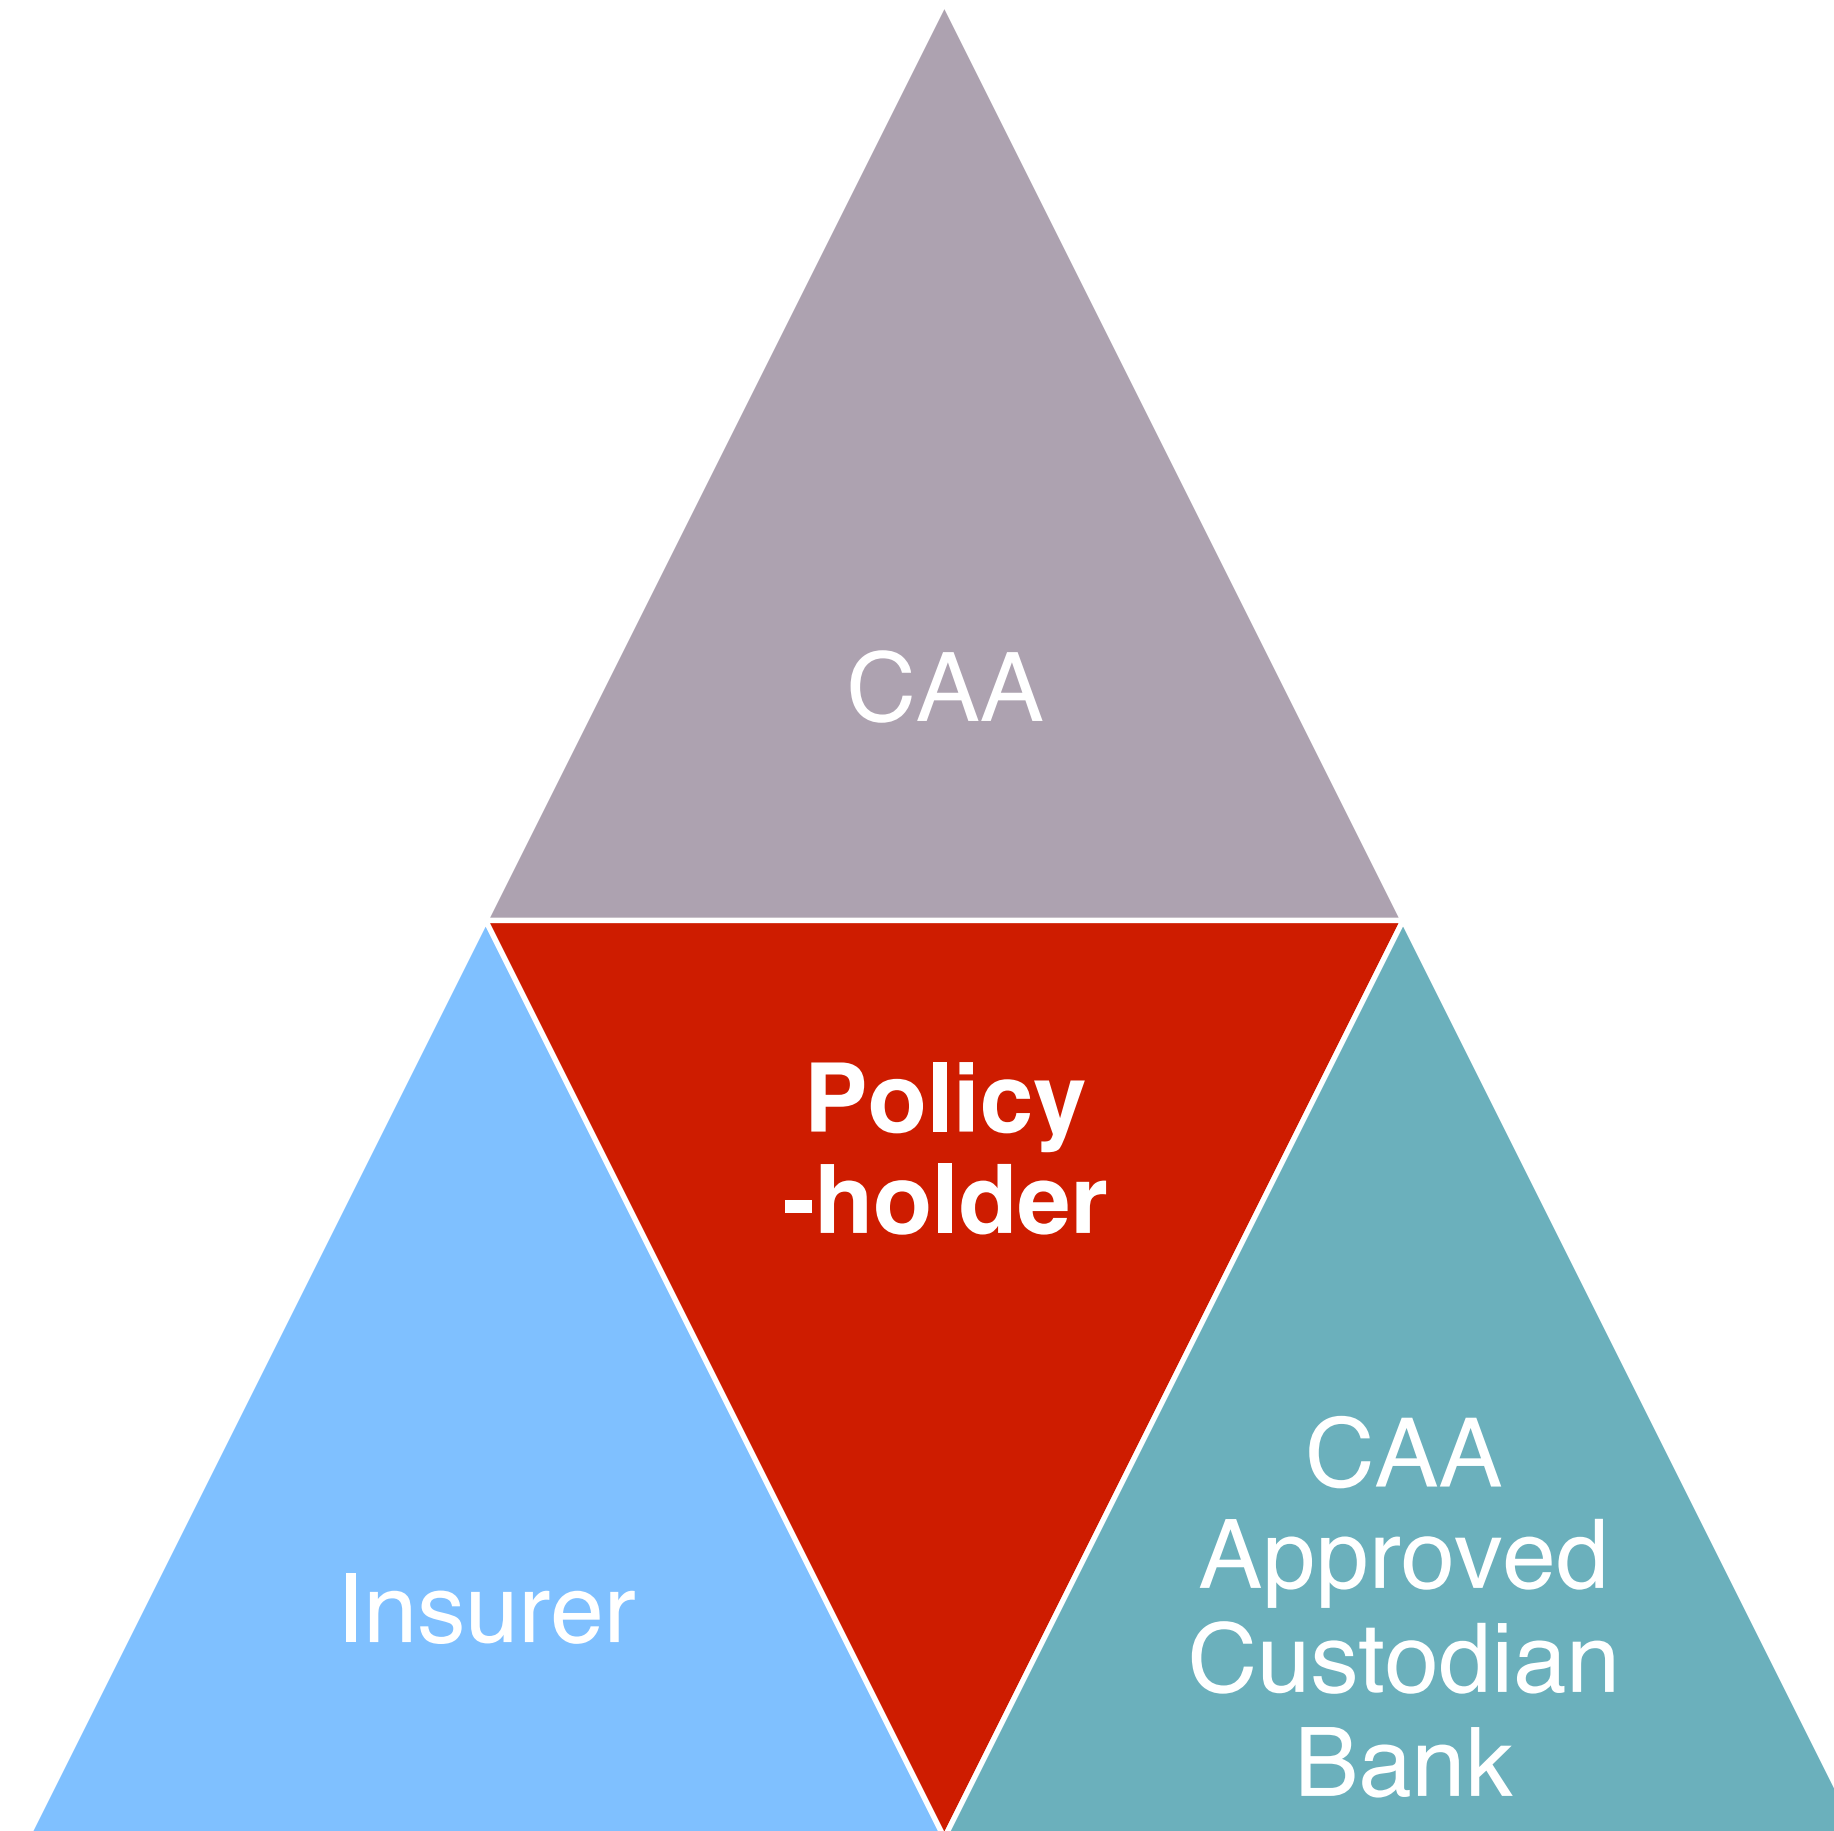 CAA
Policy
-holder
Insurer
CAA
Approved
Custodian
Bank